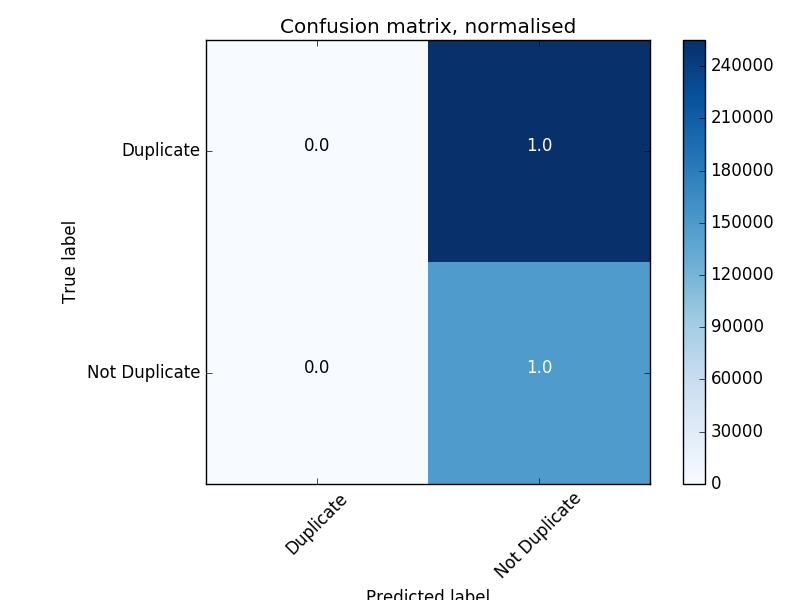 Confusion matrix, normalised
240000
210000
180000
150000
120000
90000
60000
30000
0
True label
Duplicate
0.0
1.0
Not Duplicate
0.0
1.0
Duplicate
Not Duplicate
Predicted label